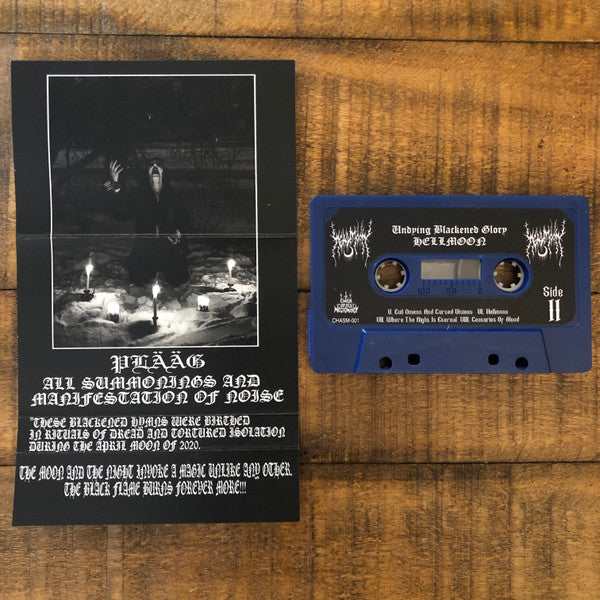 PLÄÄG
ALL SUMMONINGS AND
MANIFESTATION OF NOISE
"THESE BLACKENED HYMNS WERE BIRTHED
IN RITUALS OF DREAD AND TORTURED ISOLATION
DURING THE APRIL MOON OF 2020.
THE MOON AND THE NIGHT INVOKE A MAGIC UNLIKE ANY OTHER.
THE BLACK FLAME BURNS FOREVER MORE!!!
Undying Blackened Glory
HELLMOON
100 50 0
Side
II
CHASM-001
V. Evil Omens And Cursed Visions VI. Hellmoon
VII. Where The Night Is Eternal VIII. Centuries Of Blood